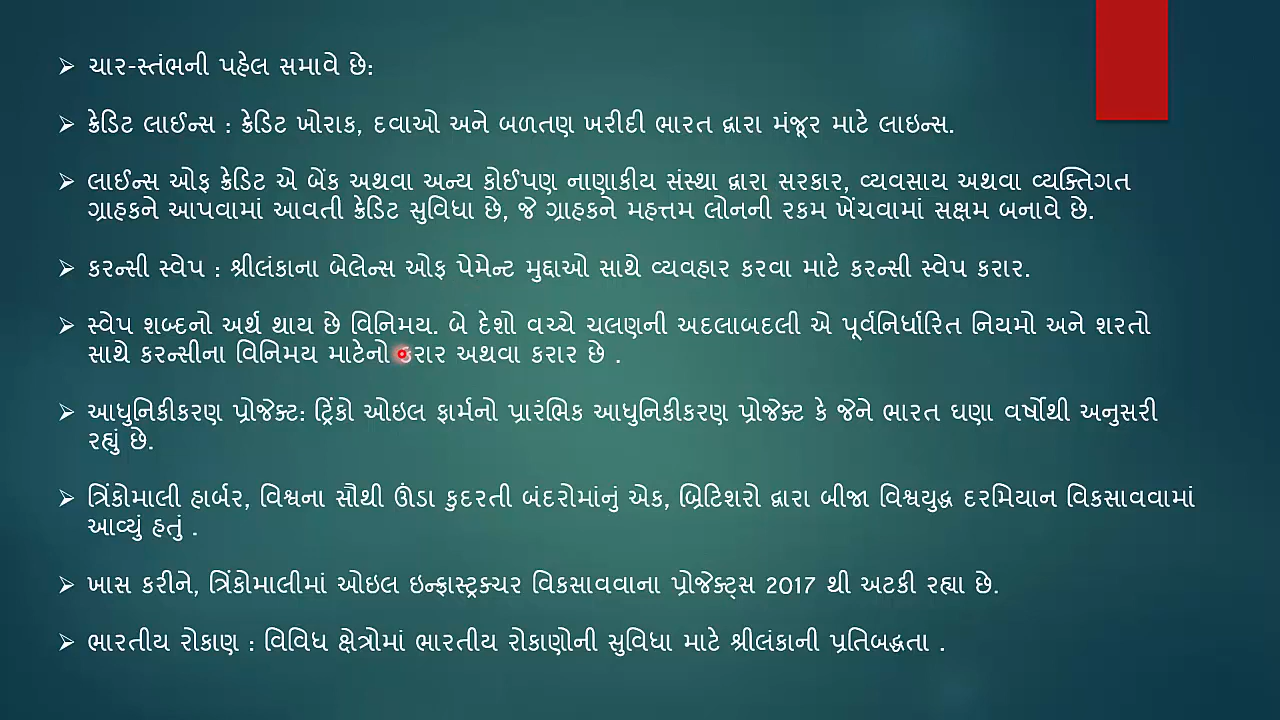 ચાર-સ્તંભની પહેલ સમાવે છે:
ક્રેડિટ લાઈન્સ : ક્રેડિટ ખોરાક, દવાઓ અને બળતણ ખરીદી ભારત દ્વારા મંજૂર માટે લાઇન્સ.
લાઈન્સ ઓફ ક્રેડિટ એ બેંક અથવા અન્ય કોઈપણ નાણાકીય સંસ્થા દ્વારા સરકાર, વ્યવસાય અથવા વ્યક્તિગત
ગ્રાહકને આપવામાં આવતી ક્રેડિટ સુવિધા છે, જે ગ્રાહકને મહત્તમ લોનની રકમ ખેંચવામાં સક્ષમ બનાવે છે.
કરન્સી સ્વેપ : શ્રીલંકાના બેલેન્સ ઓફ પેમેન્ટ મુદ્દાઓ સાથે વ્યવહાર કરવા માટે કરન્સી સ્વેપ કરાર.
સ્વેપ શબ્દનો અર્થ થાય છે વિનિમય. બે દેશો વચ્ચે ચલણની અદલાબદલી એ પૂર્વનિર્ધારિત નિયમો અને શરતો
સાથે કરન્સીના વિનિમય માટેનો કરાર અથવા કરાર છે .
આધુનિકીકરણ પ્રોજેક્ટ: ટ્રિંકો ઓઇલ ફાર્મનો પ્રારંભિક આધુનિકીકરણ પ્રોજેક્ટ કે જેને ભારત ઘણા વર્ષોથી અનુસરી
રહ્યું છે.
ત્રિંકોમાલી હાર્બર, વિશ્વના સૌથી ઊંડા કુદરતી બંદરોમાંનું એક, બ્રિટિશરો દ્વારા બીજા વિશ્વયુદ્ધ દરમિયાન વિકસાવવામાં
આવ્યું હતું .
ખાસ કરીને, ત્રિંકોમાલીમાં ઓઇલ ઇન્ફ્રાસ્ટ્રક્ચર વિકસાવવાના પ્રોજેક્ટ્સ 2017 થી અટકી રહ્યા છે.
ભારતીય રોકાણ : વિવિધ ક્ષેત્રોમાં ભારતીય રોકાણોની સુવિધા માટે શ્રીલંકાની પ્રતિબદ્ધતા .